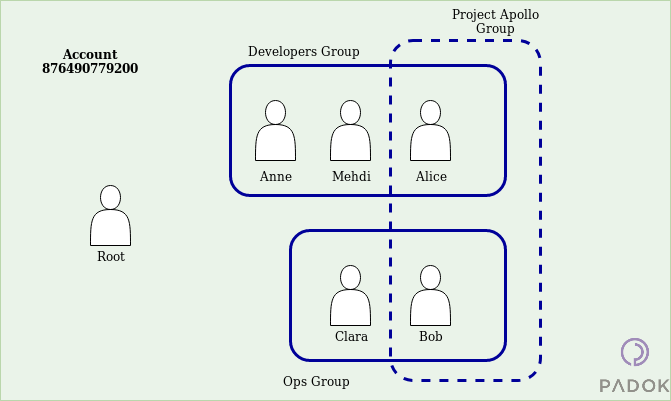 Project Apollo
Group
Account
876490779200
Developers Group
Anne
Mehdi
Alice
Root
Clara
Bob
Ops Group
PADOK